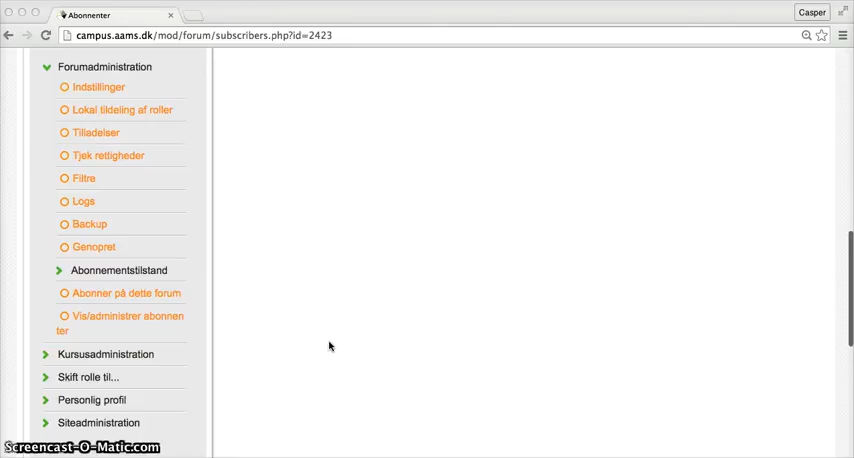 Abonnenter
Casper
campus.aams.dk/mod/forum/subscribers.php?id=2423
Forumadministration
Indstillinger
Lokal tildeling af roller
Tilladelser
Tjek rettigheder
Filtre
Logs
Backup
Genopret
Abonnementstilstand
Abonner på dette forum
Vis/administrer abonnen
ter
Kursusadministration
Skift rolle til...
Personlig profil
Siteadministration
Screencast-O-Matic.com